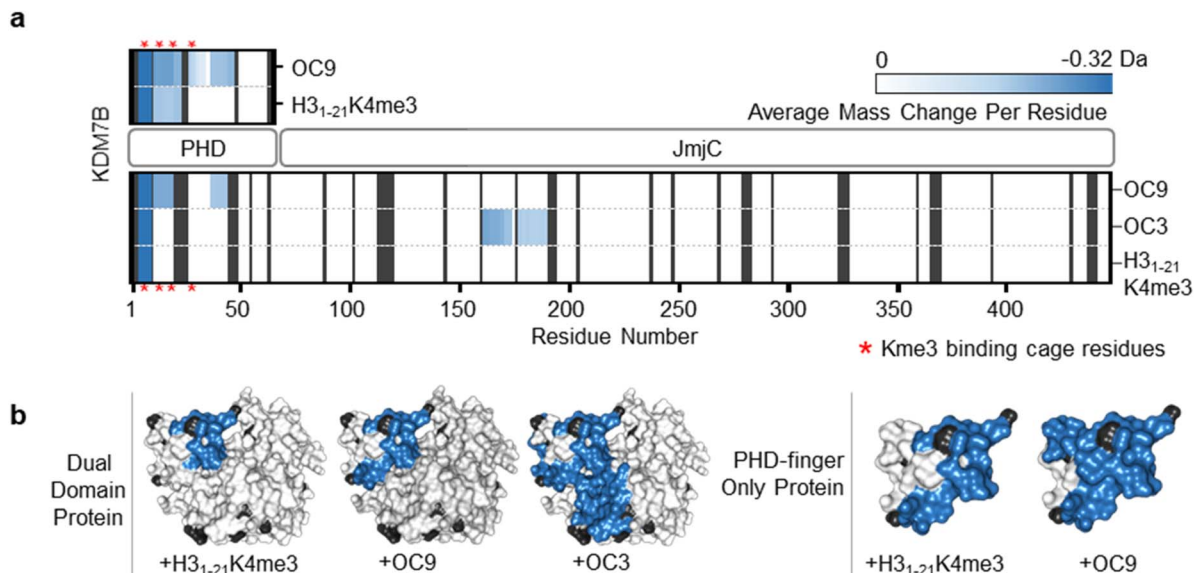 a
* * * *
OC9
H3₁₋₂₁K4me3
0 -0.32 Da
Average Mass Change Per Residue
KDM7B
PHD JmjC
OC9
OC3
H3₁₋₂₁
K4me3
* * * *
1 50 100 150 200 250 300 350 400
Residue Number
* Kme3 binding cage residues
b
Dual
Domain
Protein
+H3₁₋₂₁K4me3 +OC9 +OC3
PHD-finger
Only Protein
+H3₁₋₂₁K4me3 +OC9